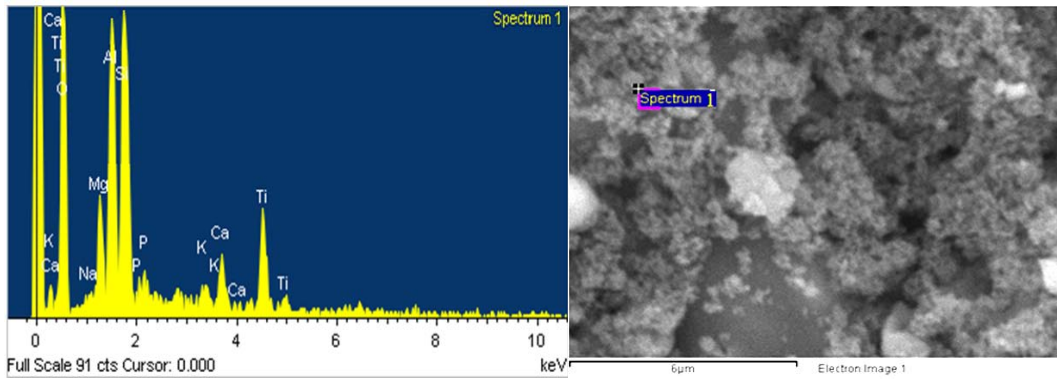 Spectrum 1
Ca
Ti
O
Al
Si
Mg
Ti
K
Ca
Na
P
P
K
K
Ca
Ca
Ti
0 2 4 6 8 10
Full Scale 91 cts Cursor: 0.000 keV
Spectrum 1
6µm Electron Image 1